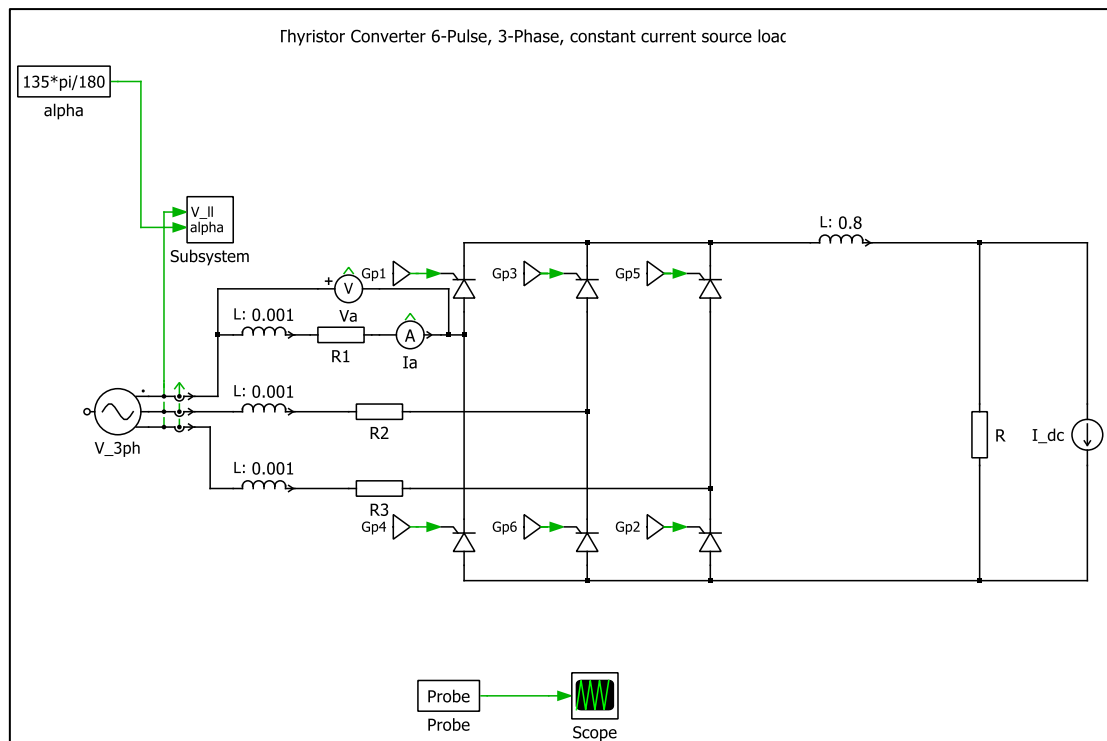 Thyristor Converter 6-Pulse, 3-Phase, constant current source load
135*pi/180
alpha
V_ll
alpha
Subsystem
L: 0.8
Gp1
Gp3
Gp5
+
V
Va
L: 0.001
R1
A
Ia
L: 0.001
R2
V_3ph
R
I_dc
L: 0.001
R3
Gp4
Gp6
Gp2
Probe
Probe
Scope